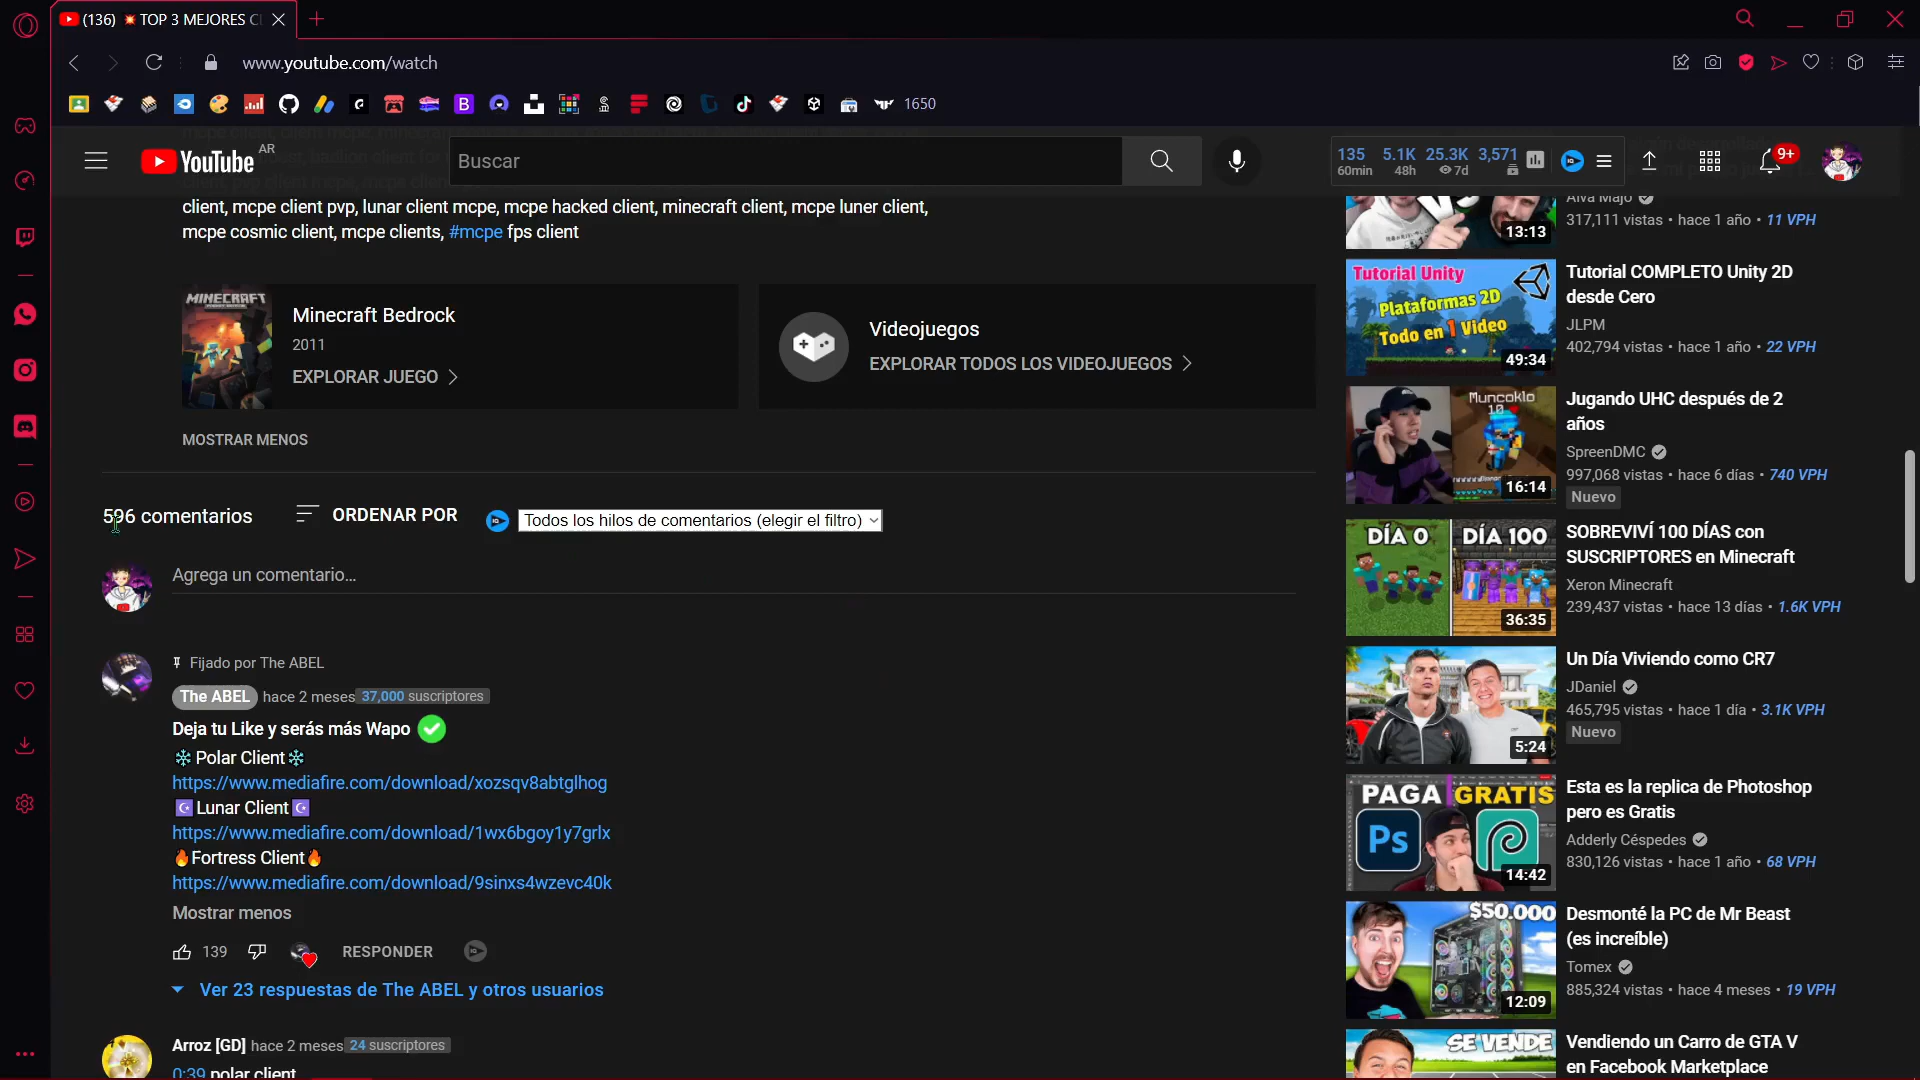 (136) 💥 TOP 3 MEJORES CL
www.youtube.com/watch
1650
YouTube AR
Buscar
135 5.1K 25.3K 3,571
60min 48h 7d
9+
client, mcpe client pvp, lunar client mcpe, mcpe hacked client, minecraft client, mcpe luner client,
mcpe cosmic client, mcpe clients, #mcpe fps client
MINECRAFT
Minecraft Bedrock
2011
EXPLORAR JUEGO
Videojuegos
EXPLORAR TODOS LOS VIDEOJUEGOS
MOSTRAR MENOS
596 comentarios
ORDENAR POR
Todos los hilos de comentarios (elegir el filtro)
Agrega un comentario...
Fijado por The ABEL
The ABEL hace 2 meses 37,000 suscriptores
Deja tu Like y serás más Wapo ✅
❄Polar Client❄
https://www.mediafire.com/download/xozsqv8abtglhog
☪Lunar Client☪
https://www.mediafire.com/download/1wx6bgoy1y7grlx
🔥Fortress Client🔥
https://www.mediafire.com/download/9sinxs4wzevc40k
Mostrar menos
139
RESPONDER
Ver 23 respuestas de The ABEL y otros usuarios
Arroz [GD] hace 2 meses 24 suscriptores
0:39 polar client
Alva Majo
317,111 vistas • hace 1 año • 11 VPH
13:13
Tutorial Unity
Plataformas 2D
Todo en 1 Video
49:34
Tutorial COMPLETO Unity 2D
desde Cero
JLPM
402,794 vistas • hace 1 año • 22 VPH
Muncoklo
10
16:14
Jugando UHC después de 2
años
SpreenDMC
997,068 vistas • hace 6 días • 740 VPH
Nuevo
DÍA 0
DÍA 100
36:35
SOBREVIVÍ 100 DÍAS con
SUSCRIPTORES en Minecraft
Xeron Minecraft
239,437 vistas • hace 13 días • 1.6K VPH
5:24
Un Día Viviendo como CR7
JDaniel
465,795 vistas • hace 1 día • 3.1K VPH
Nuevo
PAGA GRATIS
Ps
14:42
Esta es la replica de Photoshop
pero es Gratis
Adderly Céspedes
830,126 vistas • hace 1 año • 68 VPH
$50.000
12:09
Desmonté la PC de Mr Beast
(es increíble)
Tomex
885,324 vistas • hace 4 meses • 19 VPH
SE VENDE
Vendiendo un Carro de GTA V
en Facebook Marketplace